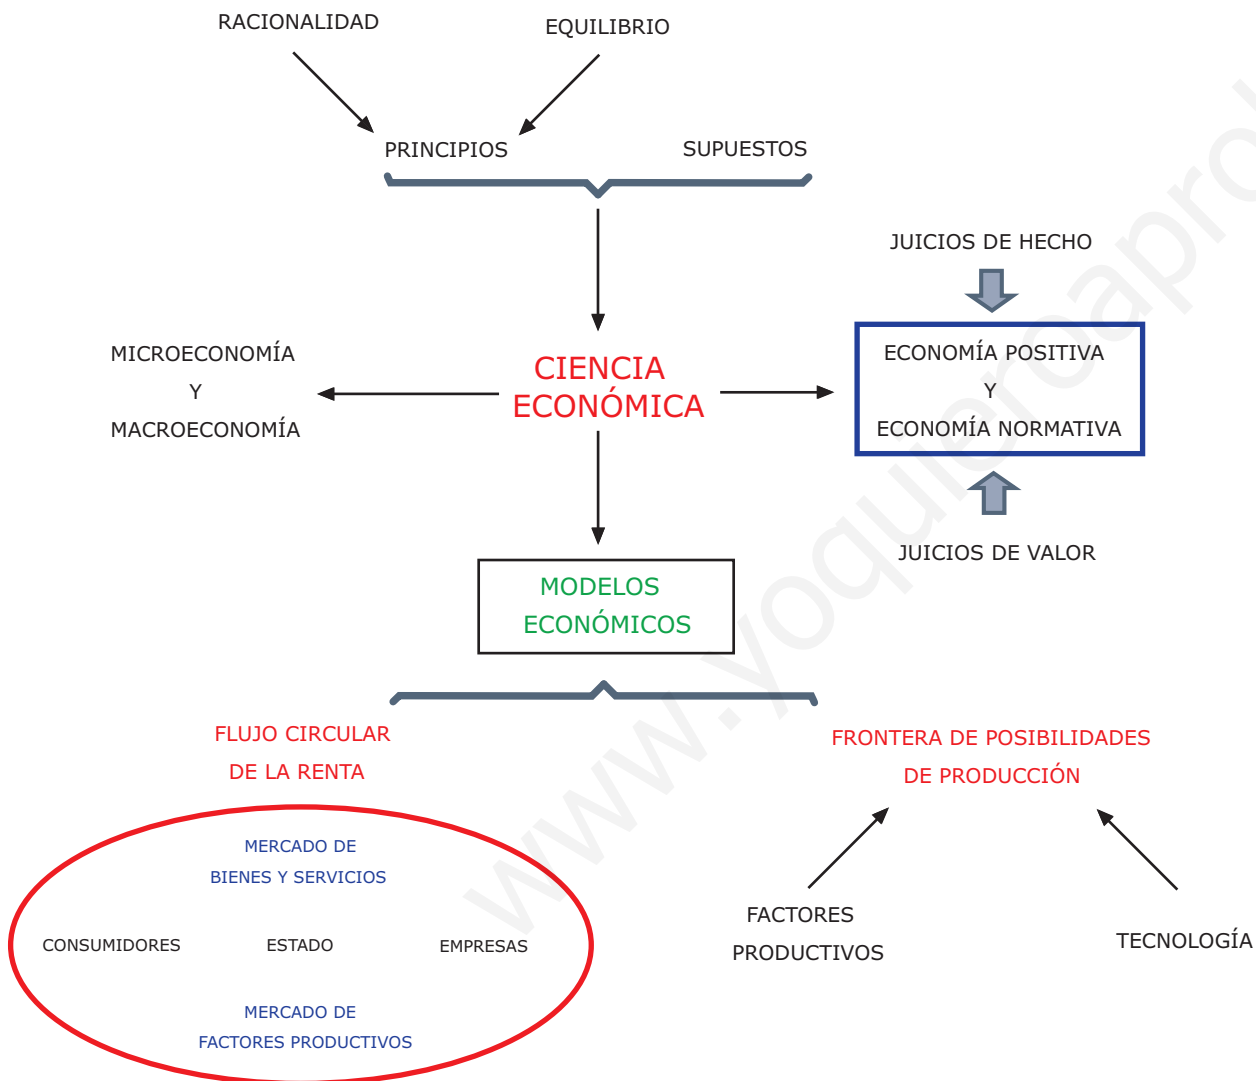 RACIONALIDAD
EQUILIBRIO
PRINCIPIOS
SUPUESTOS
JUICIOS DE HECHO
MICROECONOMÍA
Y
MACROECONOMÍA
CIENCIA
ECONÓMICA
ECONOMÍA POSITIVA
Y
ECONOMÍA NORMATIVA
JUICIOS DE VALOR
MODELOS
ECONÓMICOS
FLUJO CIRCULAR
DE LA RENTA
FRONTERA DE POSIBILIDADES
DE PRODUCCIÓN
MERCADO DE
BIENES Y SERVICIOS
CONSUMIDORES
ESTADO
EMPRESAS
MERCADO DE
FACTORES PRODUCTIVOS
FACTORES
PRODUCTIVOS
TECNOLOGÍA